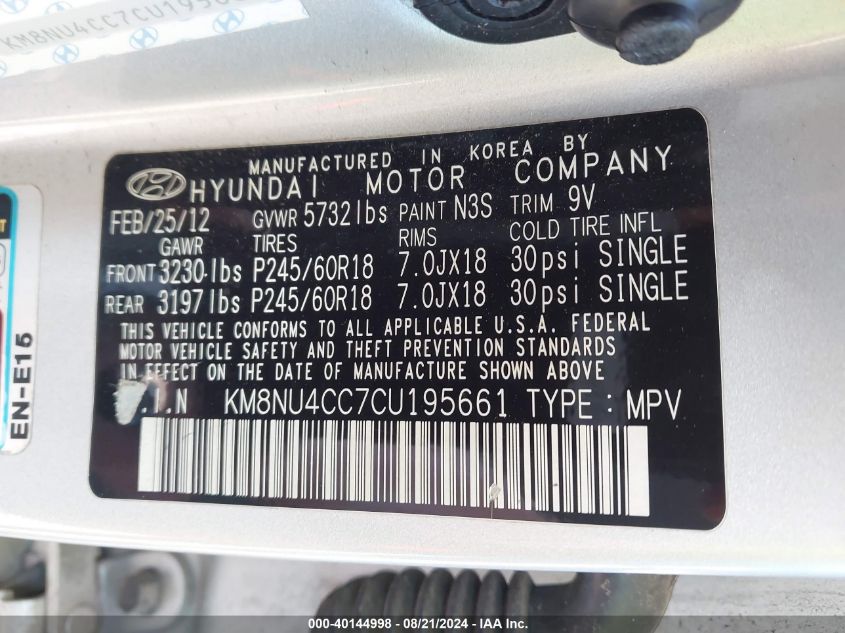 KM8NU4CC7CU19566
MANUFACTURED IN KOREA BY
HYUNDAI MOTOR COMPANY
FEB/25/12 GVWR 5732lbs PAINT N3S TRIM 9V
GAWR TIRES RIMS COLD TIRE INFL
FRONT 3230-lbs P245/60R18 7.0JX18 30psi SINGLE
REAR 3197lbs P245/60R18 7.0JX18 30psi SINGLE
THIS VEHICLE CONFORMS TO ALL APPLICABLE U.S.A. FEDERAL
MOTOR VEHICLE SAFETY AND THEFT PREVENTION STANDARDS
IN EFFECT ON THE DATE OF MANUFACTURE SHOWN ABOVE
.I.N KM8NU4CC7CU195661 TYPE : MPV
EN-E15
000-40144998 - 08/21/2024 - IAA Inc.